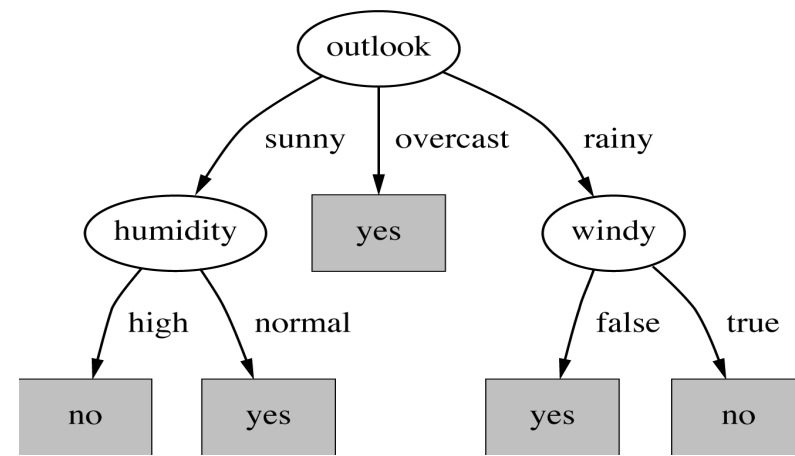 outlook
sunny overcast rainy
humidity yes windy
high normal false true
no yes yes no